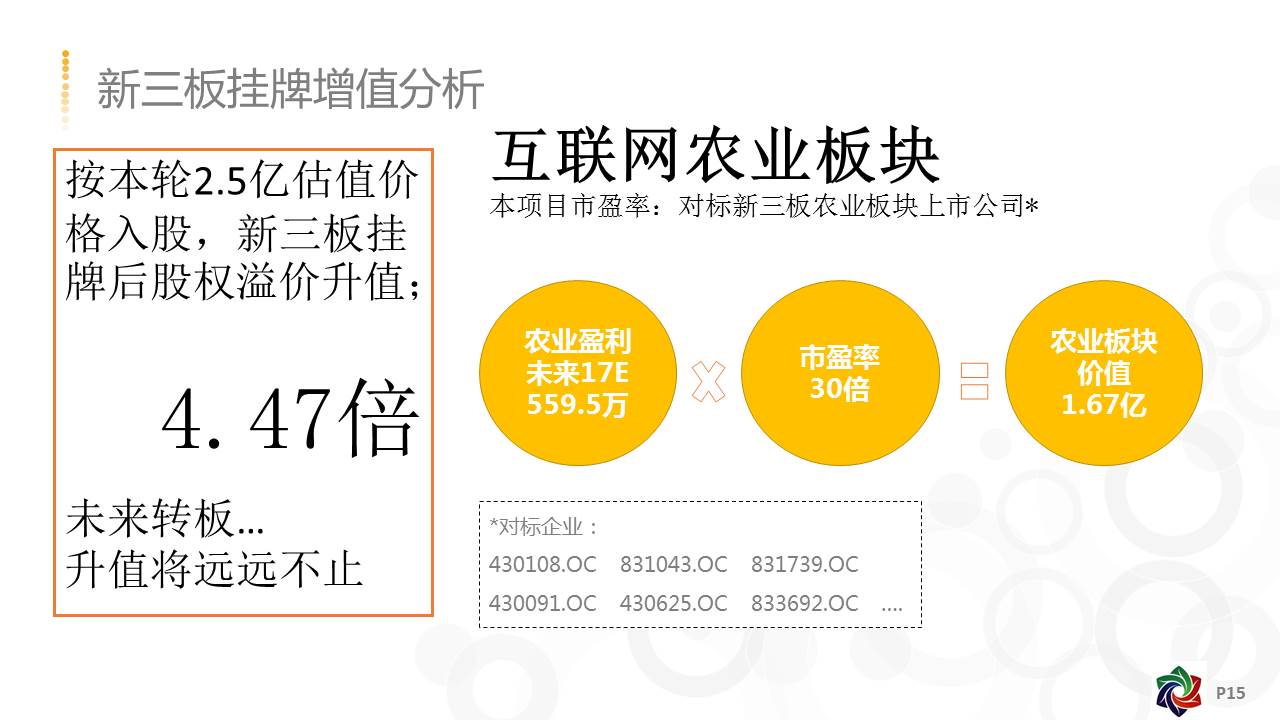 新三板挂牌增值分析
按本轮2.5亿估值价
格入股，新三板挂
牌后股权溢价升值；
4.47倍
未来转板…
升值将远远不止
互联网农业板块
本项目市盈率：对标新三板农业板块上市公司*
农业盈利
未来17E
559.5万
市盈率
30倍
农业板块
价值
1.67亿
*对标企业：
430108.OC 831043.OC 831739.OC
430091.OC 430625.OC 833692.OC ....
P15